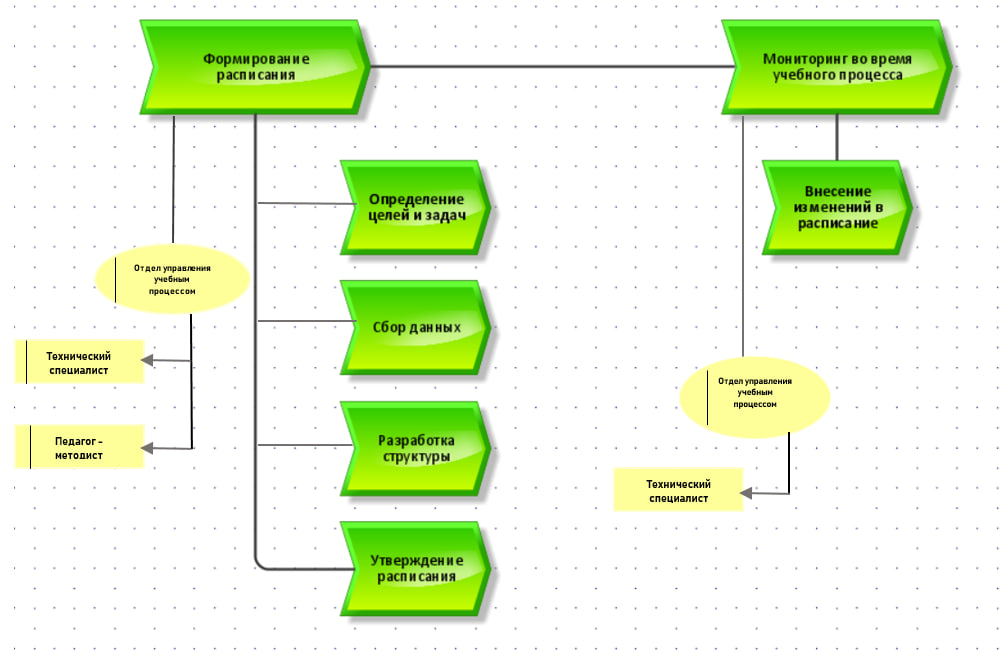 Формирование
расписания
Мониторинг во время
учебного процесса
Определение
целей и задач
Внесение
изменений в
расписание
Отдел управления
учебным
процессом
Сбор данных
Технический
специалист
Отдел управления
учебным
процессом
Педагог –
методист
Разработка
структуры
Технический
специалист
Утверждение
расписания